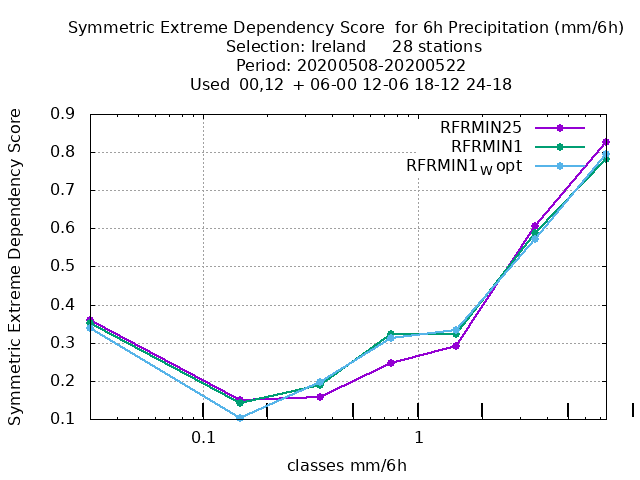 Symmetric Extreme Dependency Score for 6h Precipitation (mm/6h)
Selection: Ireland 28 stations
Period: 20200508-20200522
Used 00,12 + 06-00 12-06 18-12 24-18
Symmetric Extreme Dependency Score
0.9
0.8
0.7
0.6
0.5
0.4
0.3
0.2
0.1
RFRMIN25
RFRMIN1
RFRMIN1W opt
0.1 1
classes mm/6h